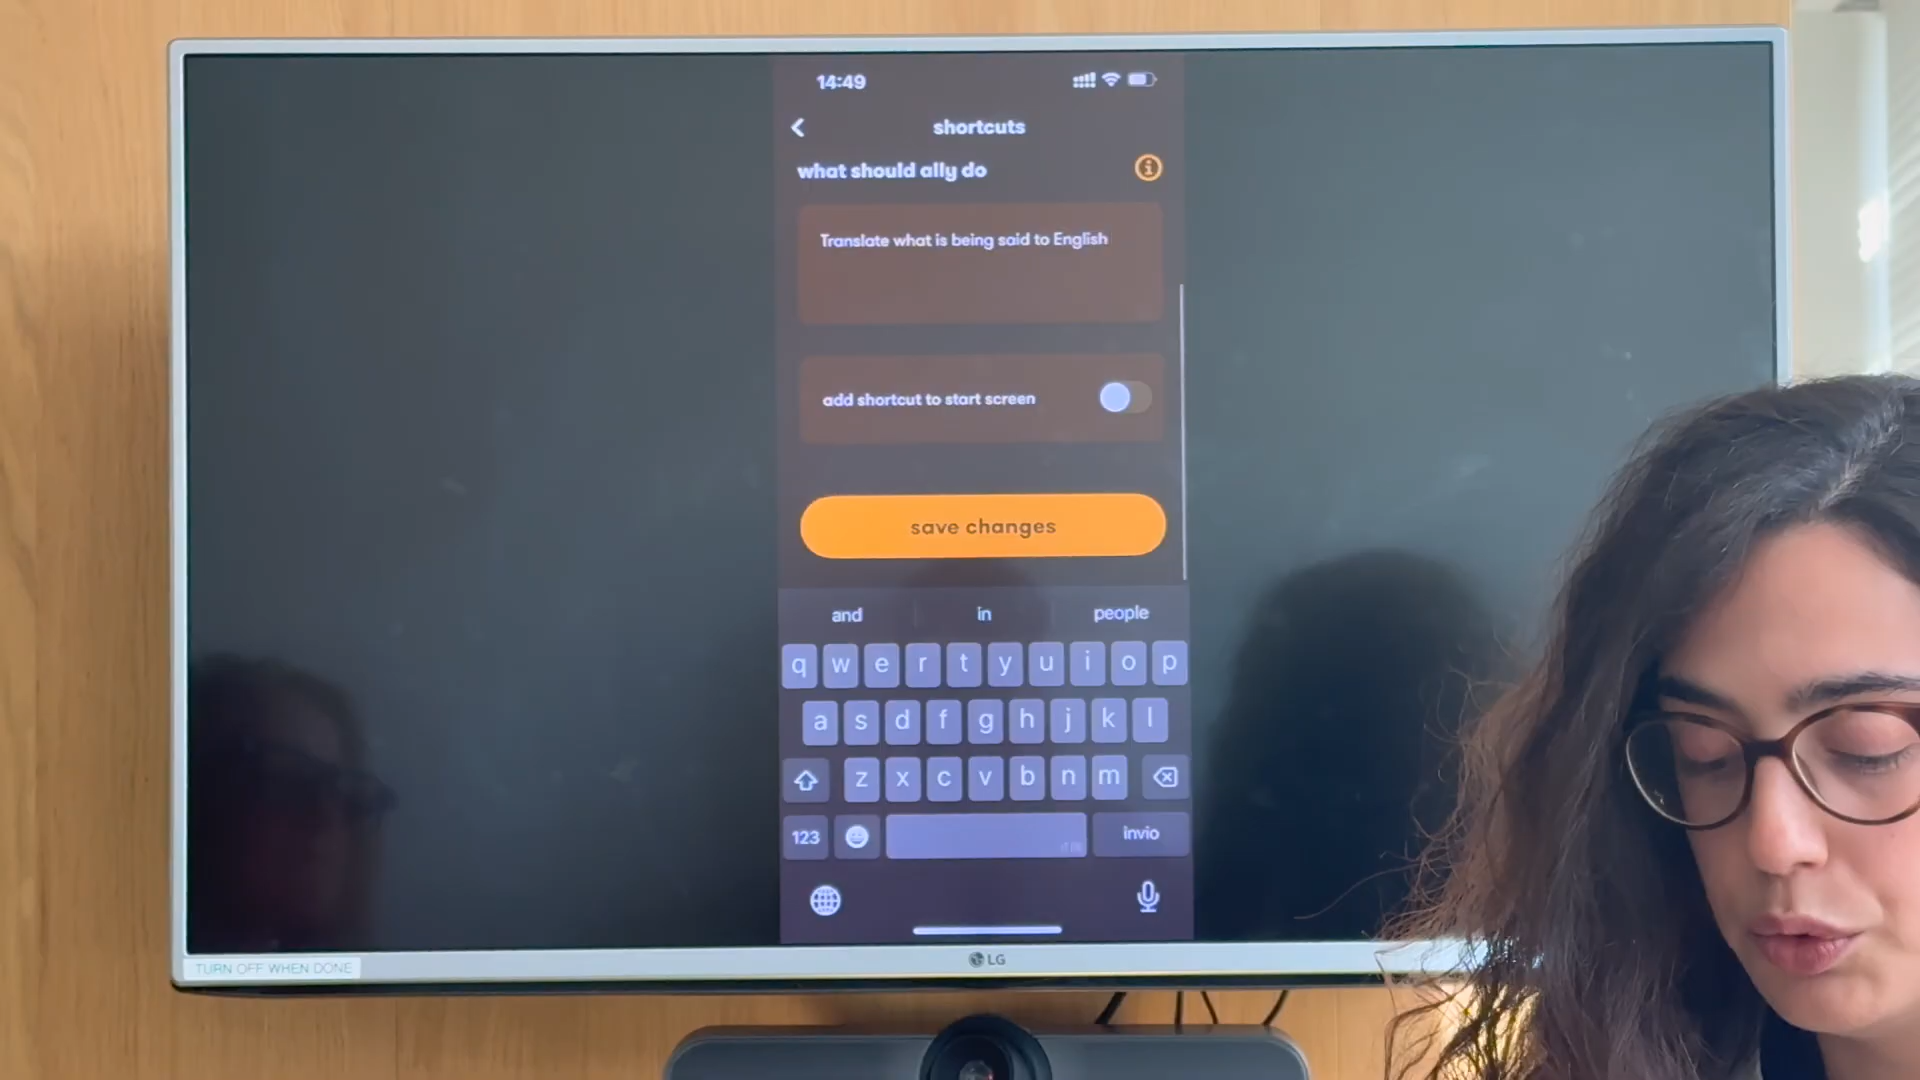 14:49
shortcuts
what should ally do
Translate what is being said to English
add shortcut to start screen
save changes
and in people
q w e r t y u i o p
a s d f g h j k l
z x c v b n m
123 invio
TURN OFF WHEN DONE
LG